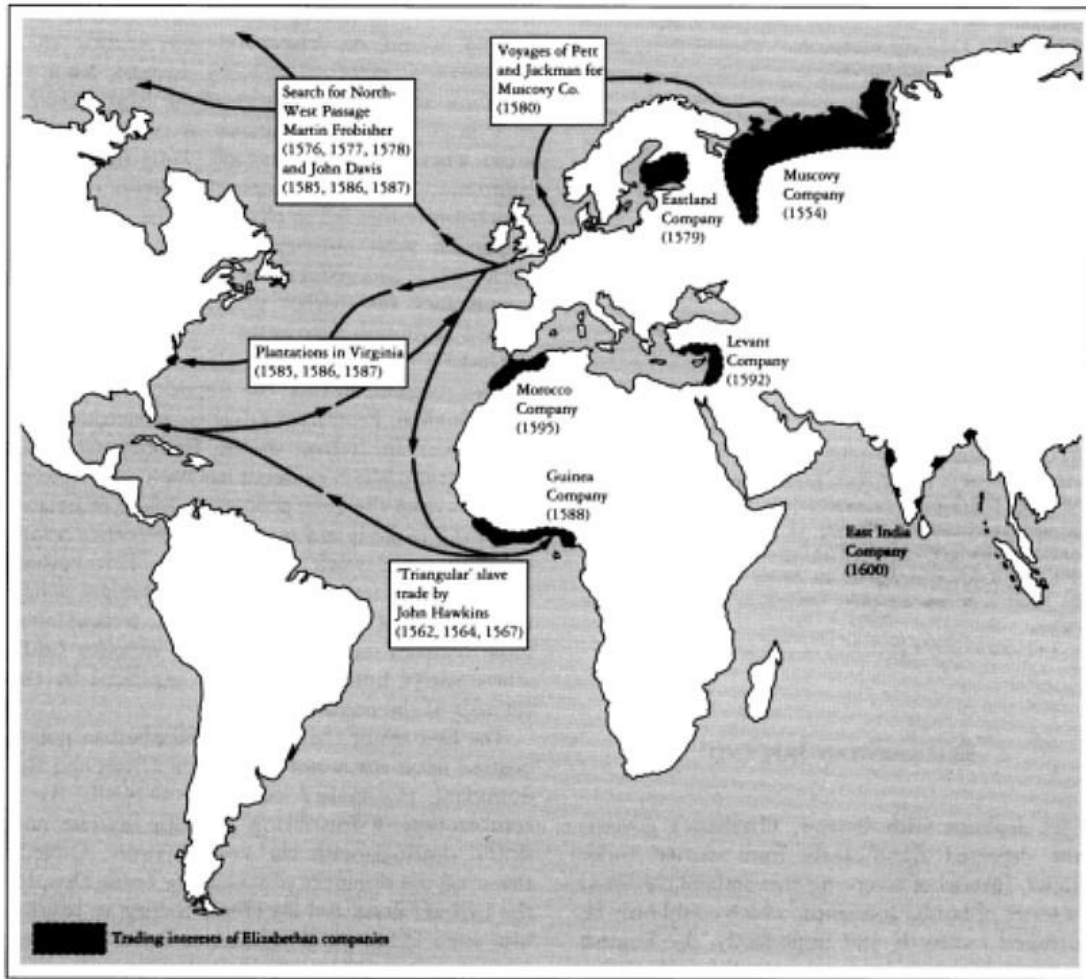 Voyages of Pett
and Jackman for
Muscovy Co.
(1580)
Search for North-
West Passage
Martin Frobisher
(1576, 1577, 1578)
and John Davis
(1585, 1586, 1587)
Muscovy
Company
(1554)
Eastland
Company
(1579)
Plantations in Virginia
(1585, 1586, 1587)
Levant
Company
(1592)
Morocco
Company
(1595)
Guinea
Company
(1588)
East India
Company
(1600)
'Triangular' slave
trade by
John Hawkins
(1562, 1564, 1567)
Trading interests of Elizabethan companies